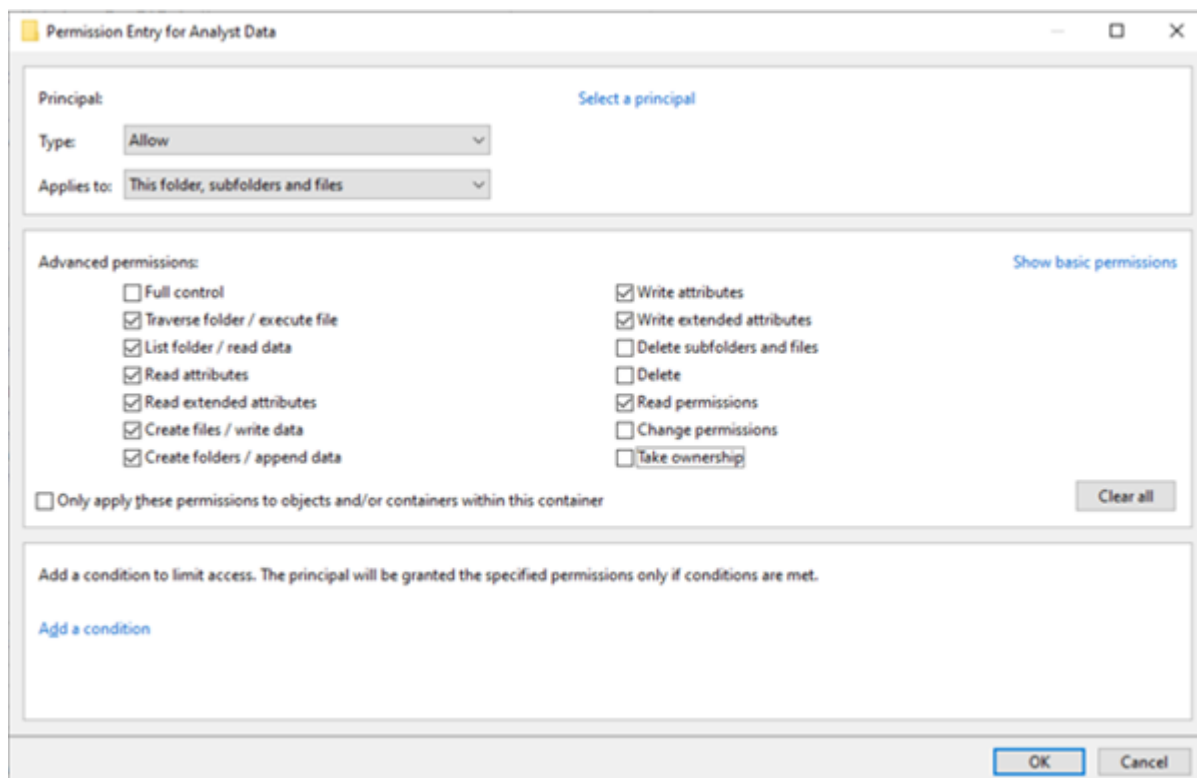 Permission Entry for Analyst Data
Principal: Select a principal
Type: Allow
Applies to: This folder, subfolders and files
Advanced permissions: Show basic permissions
Full control
Traverse folder / execute file
List folder / read data
Read attributes
Read extended attributes
Create files / write data
Create folders / append data
Write attributes
Write extended attributes
Delete subfolders and files
Delete
Read permissions
Change permissions
Take ownership
Only apply these permissions to objects and/or containers within this container
Clear all
Add a condition to limit access. The principal will be granted the specified permissions only if conditions are met.
Add a condition
OK Cancel